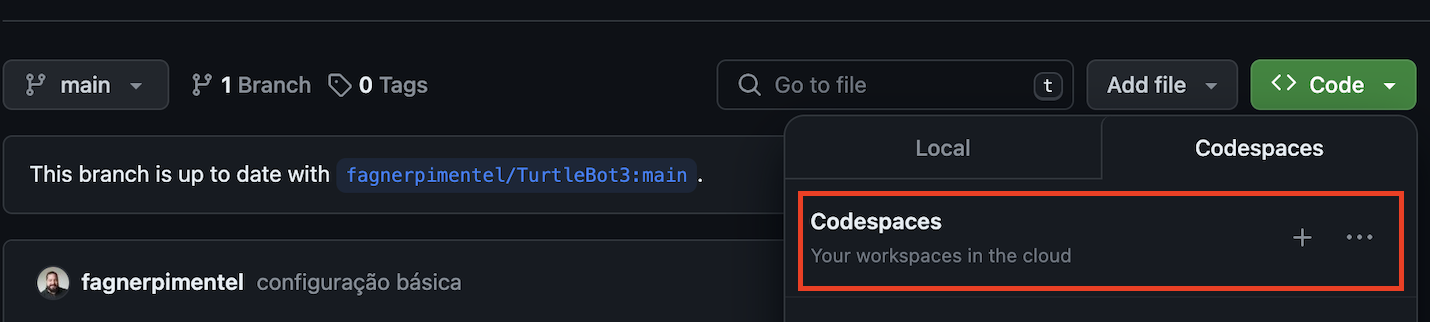 main
1 Branch
0 Tags
Go to file
t
Add file
Code
Local
Codespaces
This branch is up to date with fagnerpimentel/TurtleBot3:main .
Codespaces
Your workspaces in the cloud
fagnerpimentel configuração básica